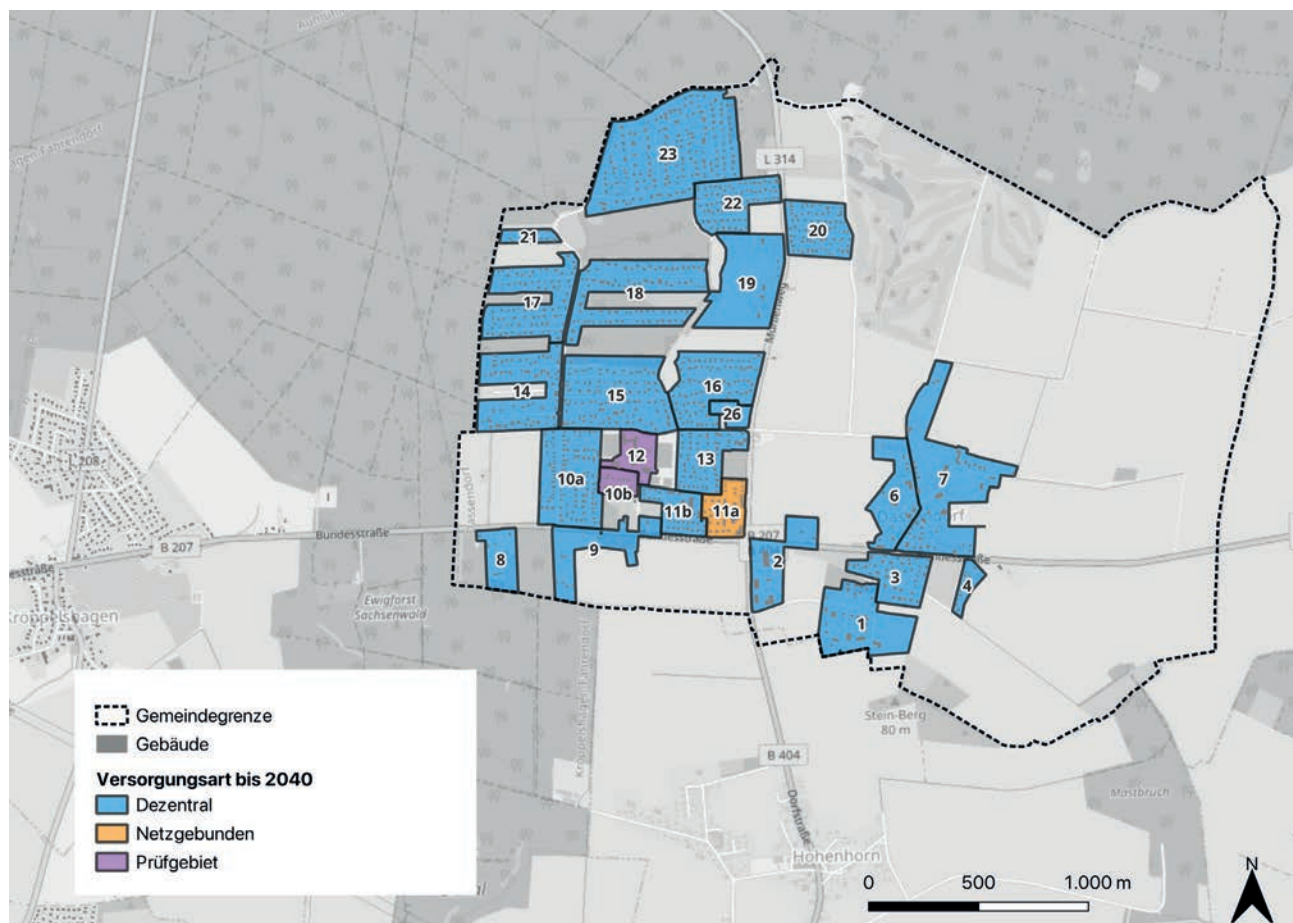 L 314
23
22
20
21
19
18
17
16
15
14
26
12
13
10a
10b
11b
11a
L 208
6
7
B 207
Bundesstraße
B 207
8
9
2
3
4
1
Ewigforst
Sachsenwald
Stein-Berg
80 m
B 404
Dorfstraße
Hohenhorn
Mastbruch
Gemeindegrenze
Gebäude
Versorgungsart bis 2040
Dezentral
Netzgebunden
Prüfgebiet
0 500 1.000 m
N